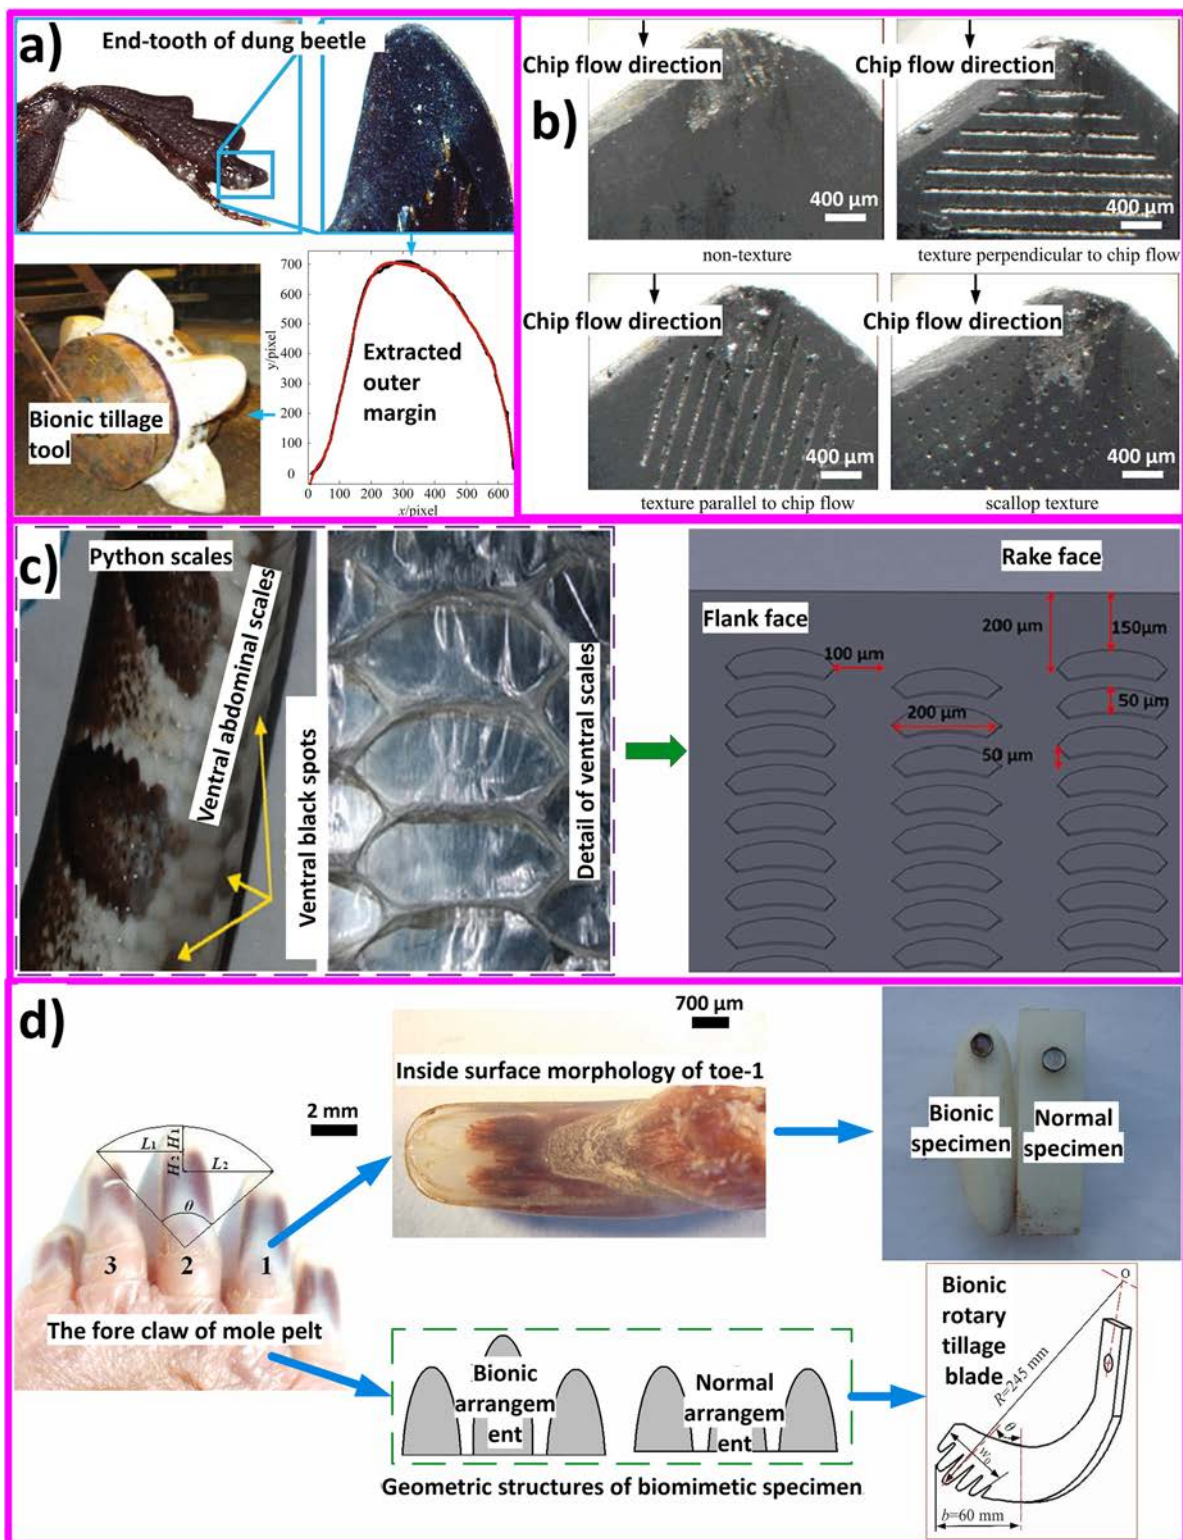 a)
End-tooth of dung beetle
Bionic tillage
tool
y/pixel
700
600
500
400
300
200
100
0
Extracted
outer
margin
0
100
200
300
400
500
600
x/pixel
b)
Chip flow direction
400 μm
non-texture
Chip flow direction
400 μm
texture perpendicular to chip flow
Chip flow direction
400 μm
texture parallel to chip flow
Chip flow direction
400 μm
scallop texture
c)
Python scales
Ventral abdominal scales
Ventral black spots
Detail of ventral scales
Rake face
Flank face
200 μm
150μm
100 μm
50 μm
200 μm
50 μm
d)
2 mm
L1
H1
H2
L2
θ
3
2
1
The fore claw of mole pelt
700 μm
Inside surface morphology of toe-1
Bionic
specimen
Normal
specimen
Bionic
arrangem
ent
Normal
arrangem
ent
Geometric structures of biomimetic specimen
Bionic
rotary
tillage
blade
O
R=245 mm
θ
w0
b=60 mm